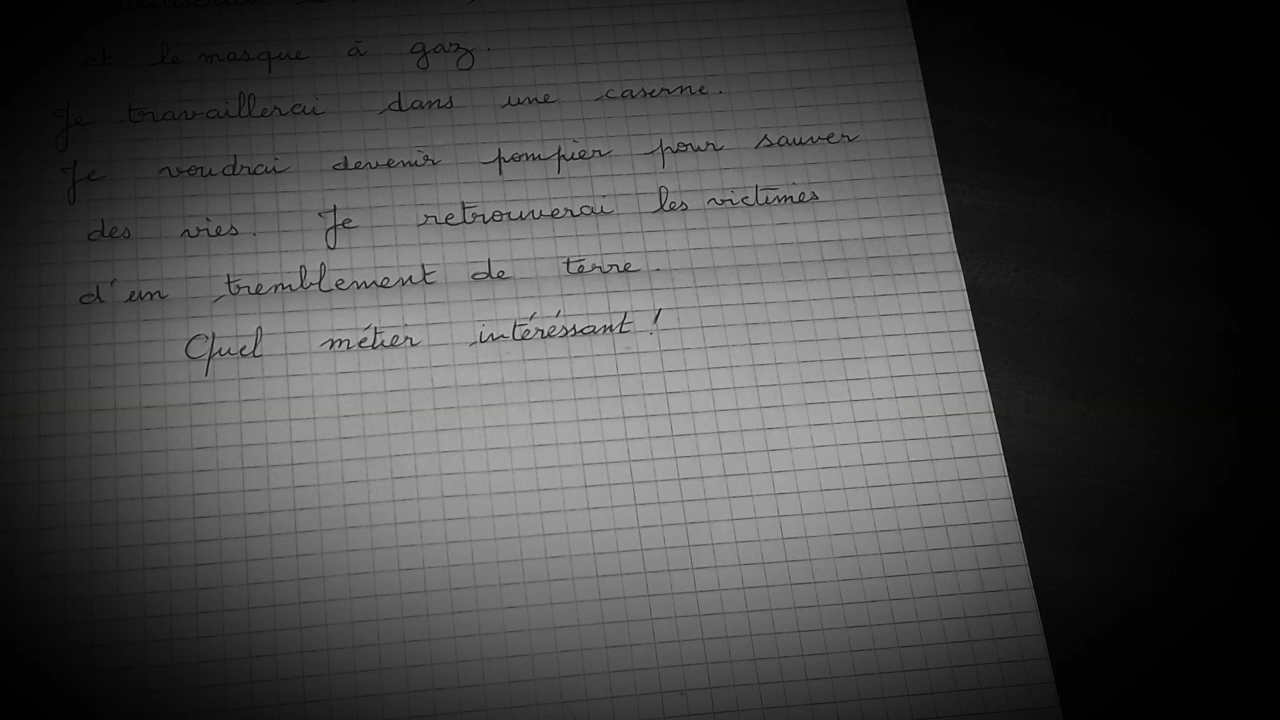 et le masque à gaz.
Je travaillerai dans une caserne.
Je voudrai devenir pompier pour sauver
des vies. Je retrouverai les victimes
d'un tremblement de terre.
Quel métier intéréssant !